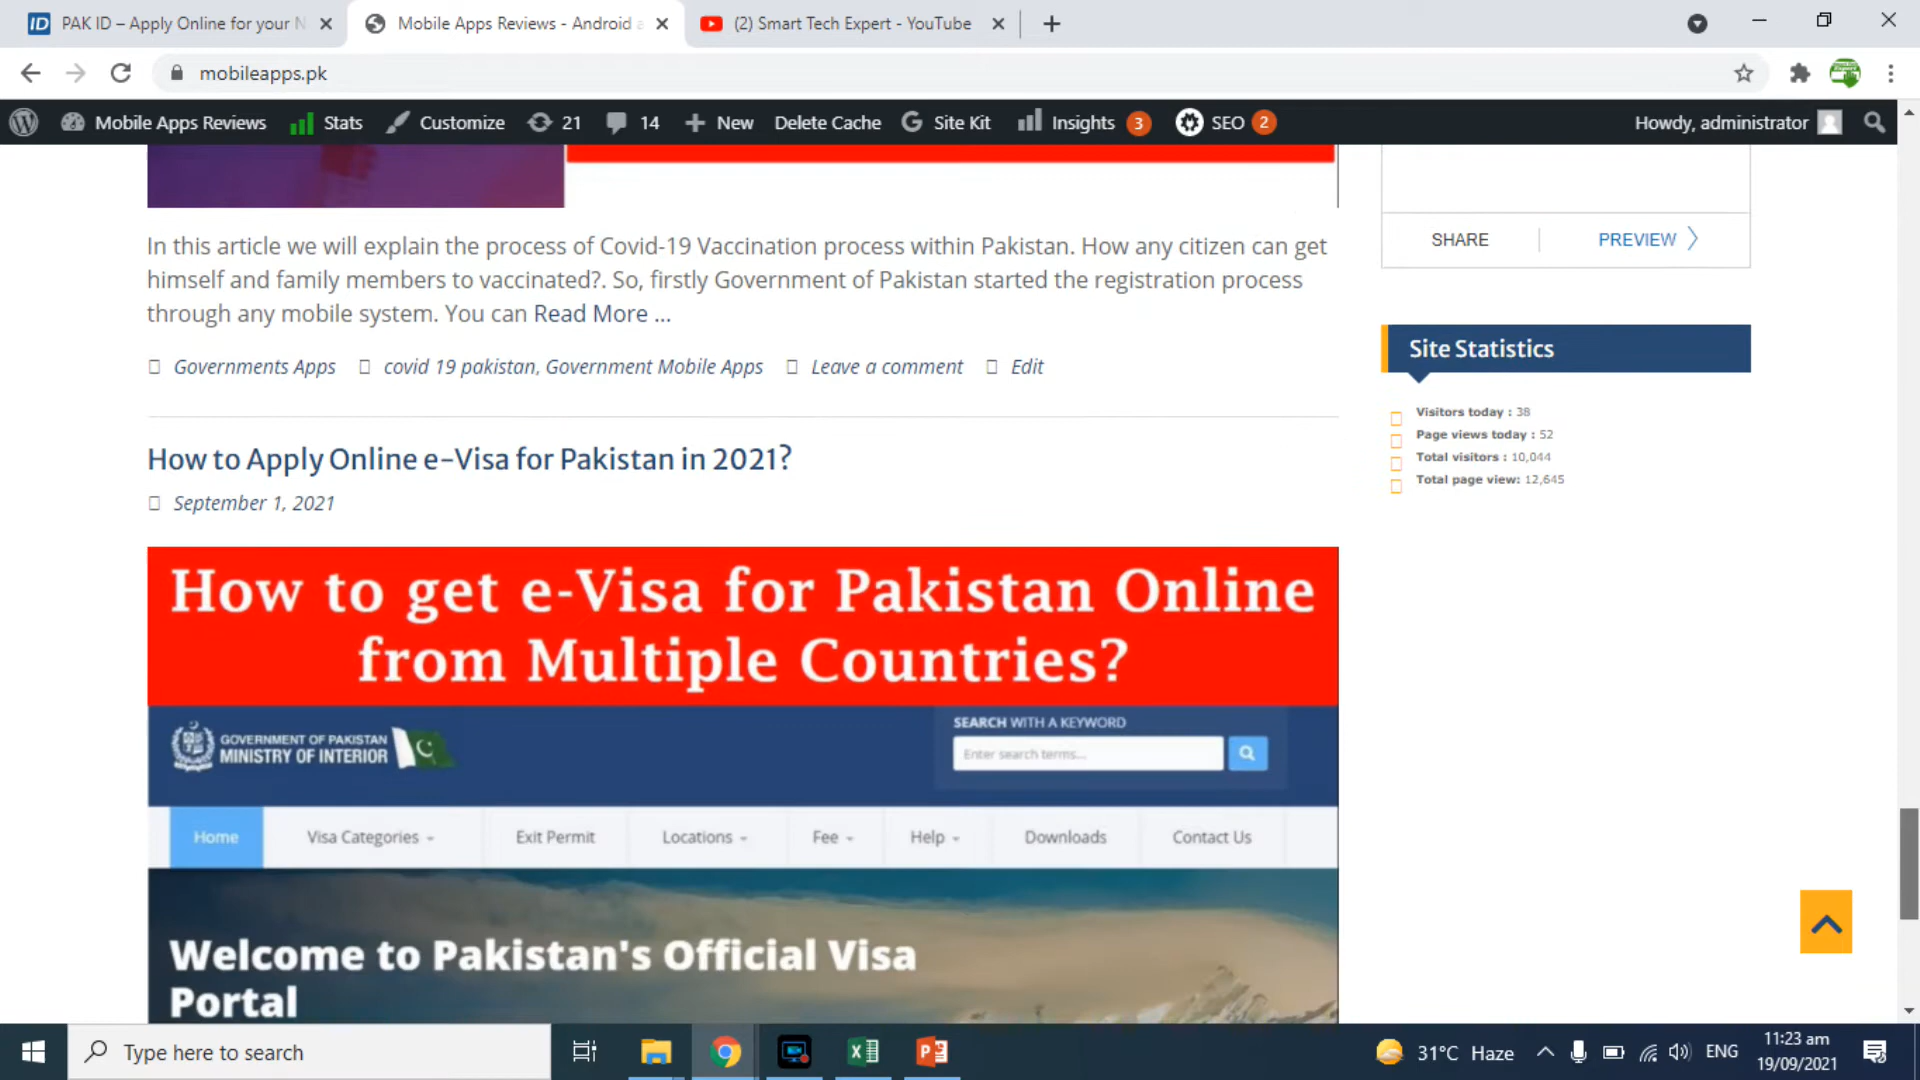 PAK ID – Apply Online for your N
Mobile Apps Reviews - Android a
(2) Smart Tech Expert - YouTube
mobileapps.pk
Mobile Apps Reviews
Stats
Customize
21
14
New
Delete Cache
Site Kit
Insights
3
SEO
2
Howdy, administrator
In this article we will explain the process of Covid-19 Vaccination process within Pakistan. How any citizen can get
himself and family members to vaccinated?. So, firstly Government of Pakistan started the registration process
through any mobile system. You can Read More ...
Governments Apps
covid 19 pakistan, Government Mobile Apps
Leave a comment
Edit
SHARE
PREVIEW
Site Statistics
Visitors today : 38
Page views today : 52
Total visitors : 10,044
Total page view: 12,645
How to Apply Online e-Visa for Pakistan in 2021?
September 1, 2021
How to get e-Visa for Pakistan Online
from Multiple Countries?
GOVERNMENT OF PAKISTAN
MINISTRY OF INTERIOR
SEARCH WITH A KEYWORD
Enter search terms...
Home
Visa Categories
Exit Permit
Locations
Fee
Help
Downloads
Contact Us
Welcome to Pakistan's Official Visa
Portal
Type here to search
31°C Haze
ENG
11:23 am
19/09/2021